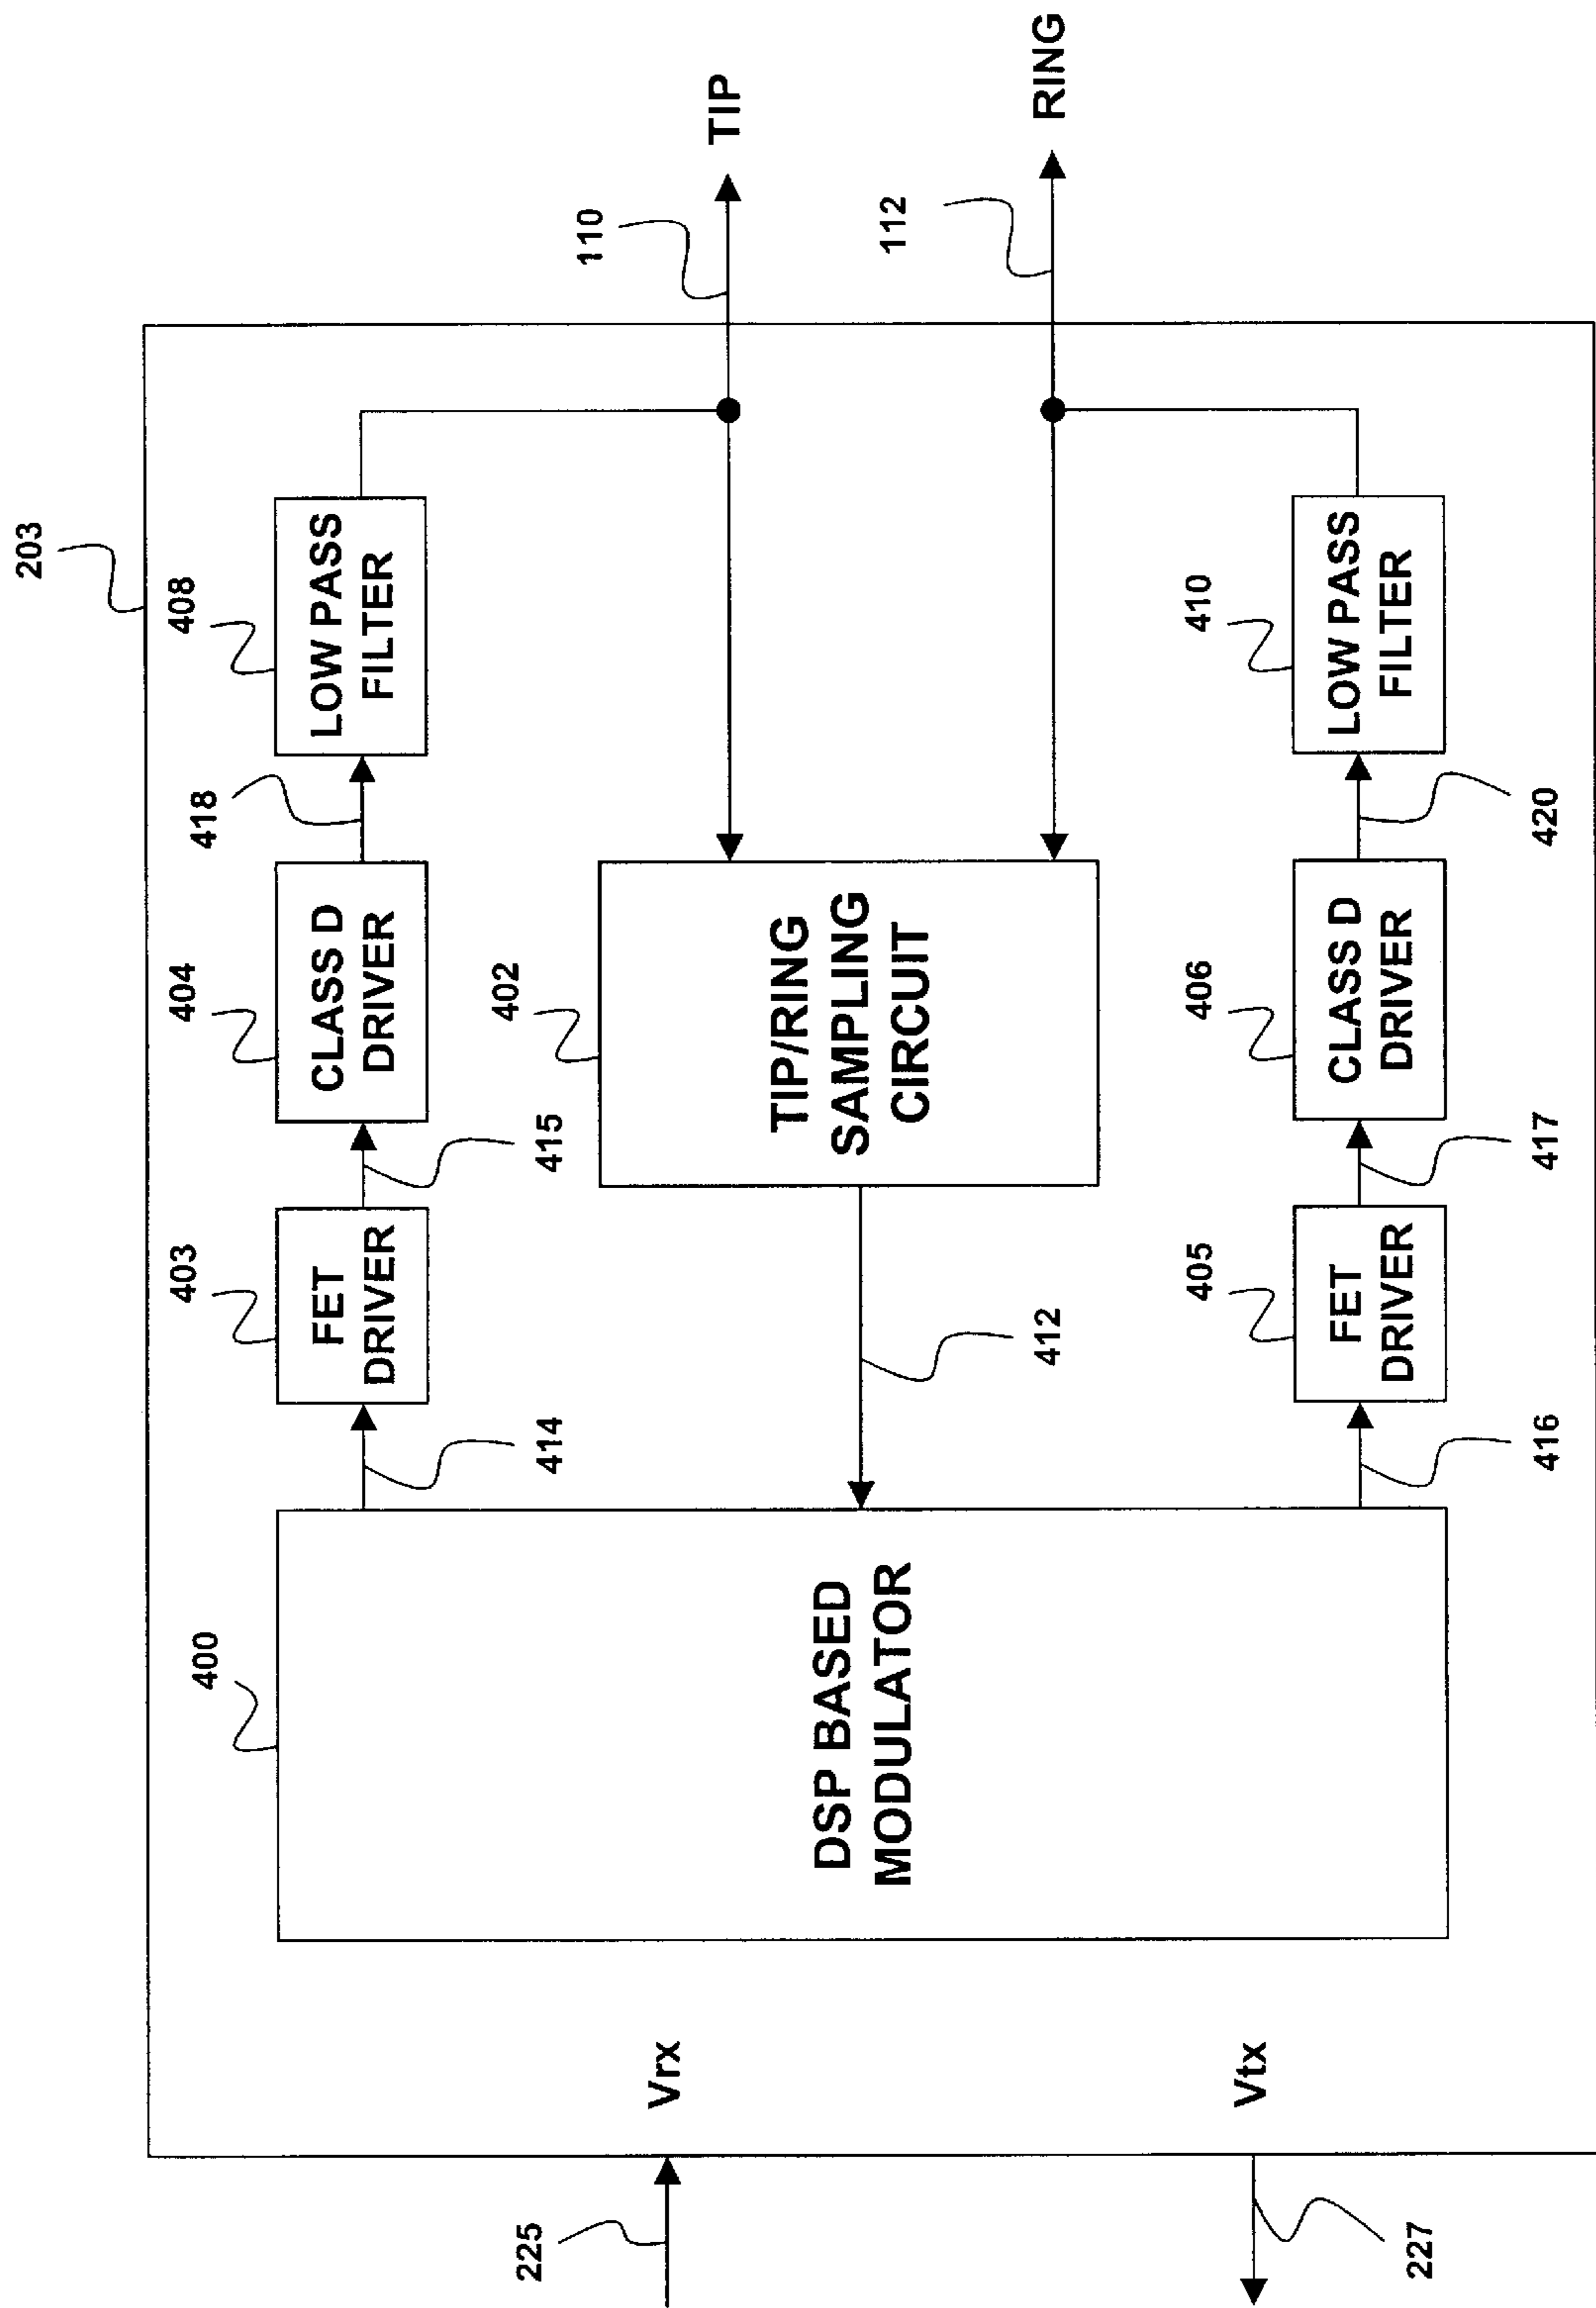 203
408
LOW PASS
FILTER
418
404
CLASS D
DRIVER
415
403
FET
DRIVER
414
400
DSP BASED
MODULATOR
TIP
110
RING
112
402
TIP/RING
SAMPLING
CIRCUIT
412
410
LOW PASS
FILTER
420
406
CLASS D
DRIVER
417
405
FET
DRIVER
416
Vrx
225
Vtx
227